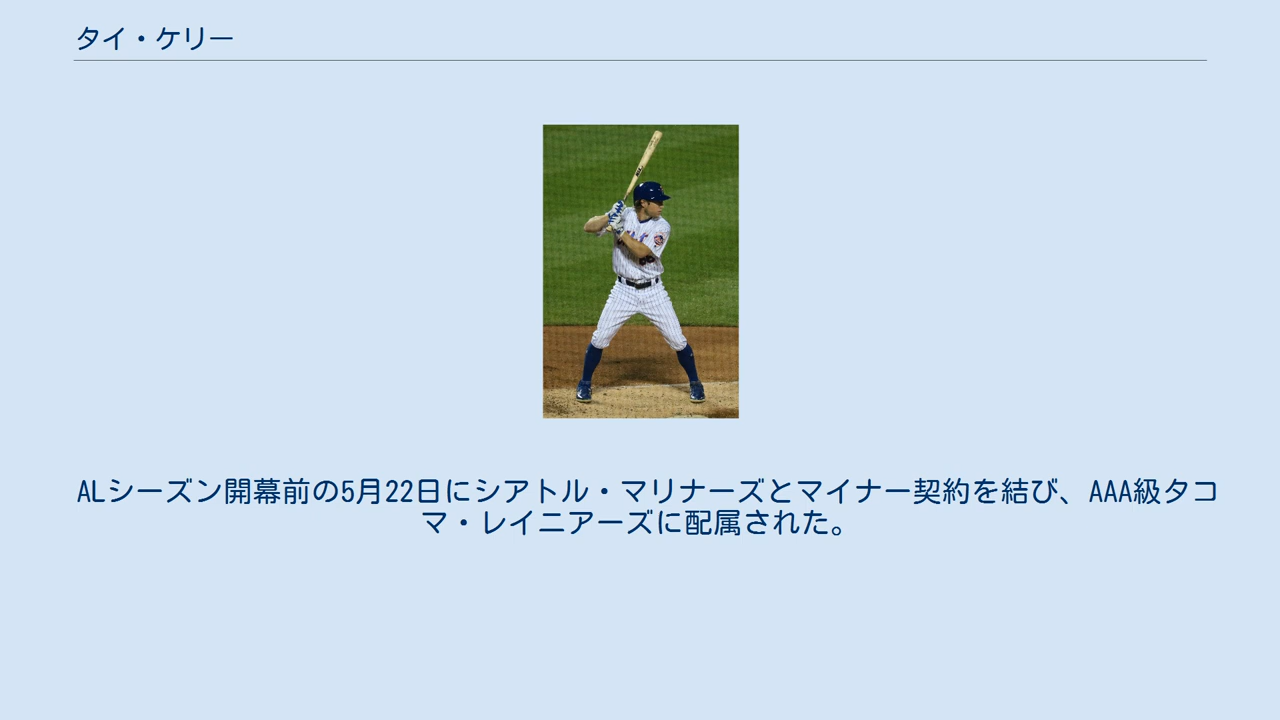 タイ・ケリー
ALシーズン開幕前の5月22日にシアトル・マリナーズとマイナー契約を結び、AAA級タコ
マ・レイニアーズに配属された。